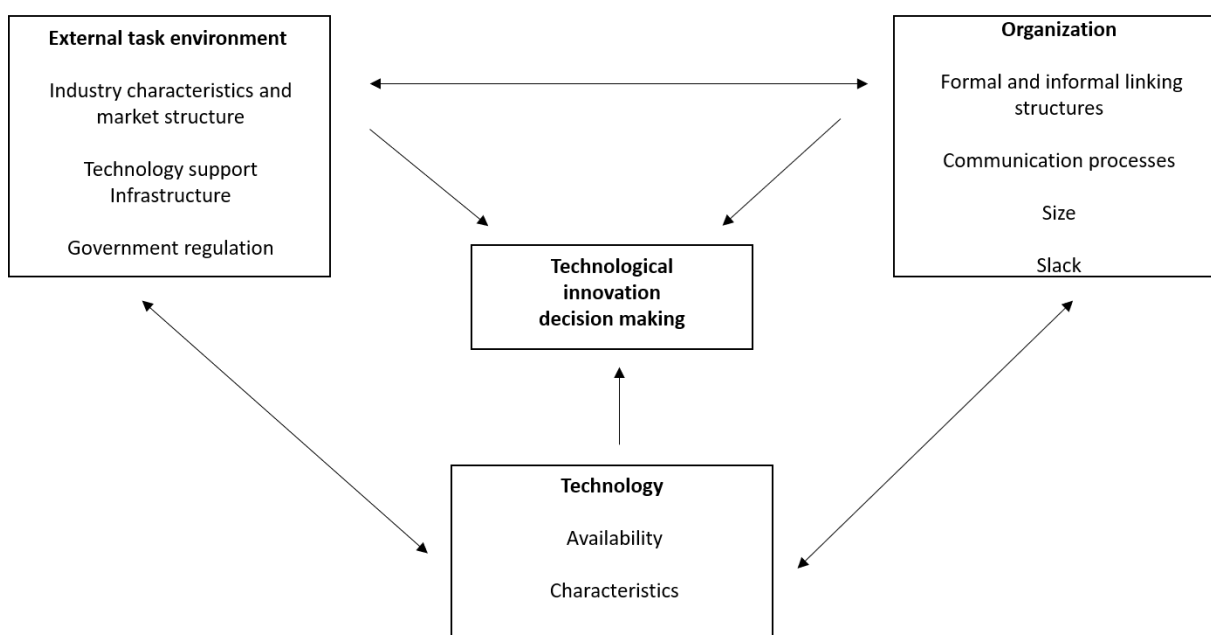 External task environment
Industry characteristics and
market structure
Technology support
Infrastructure
Government regulation
Organization
Formal and informal linking
structures
Communication processes
Size
Slack
Technological
innovation
decision making
Technology
Availability
Characteristics